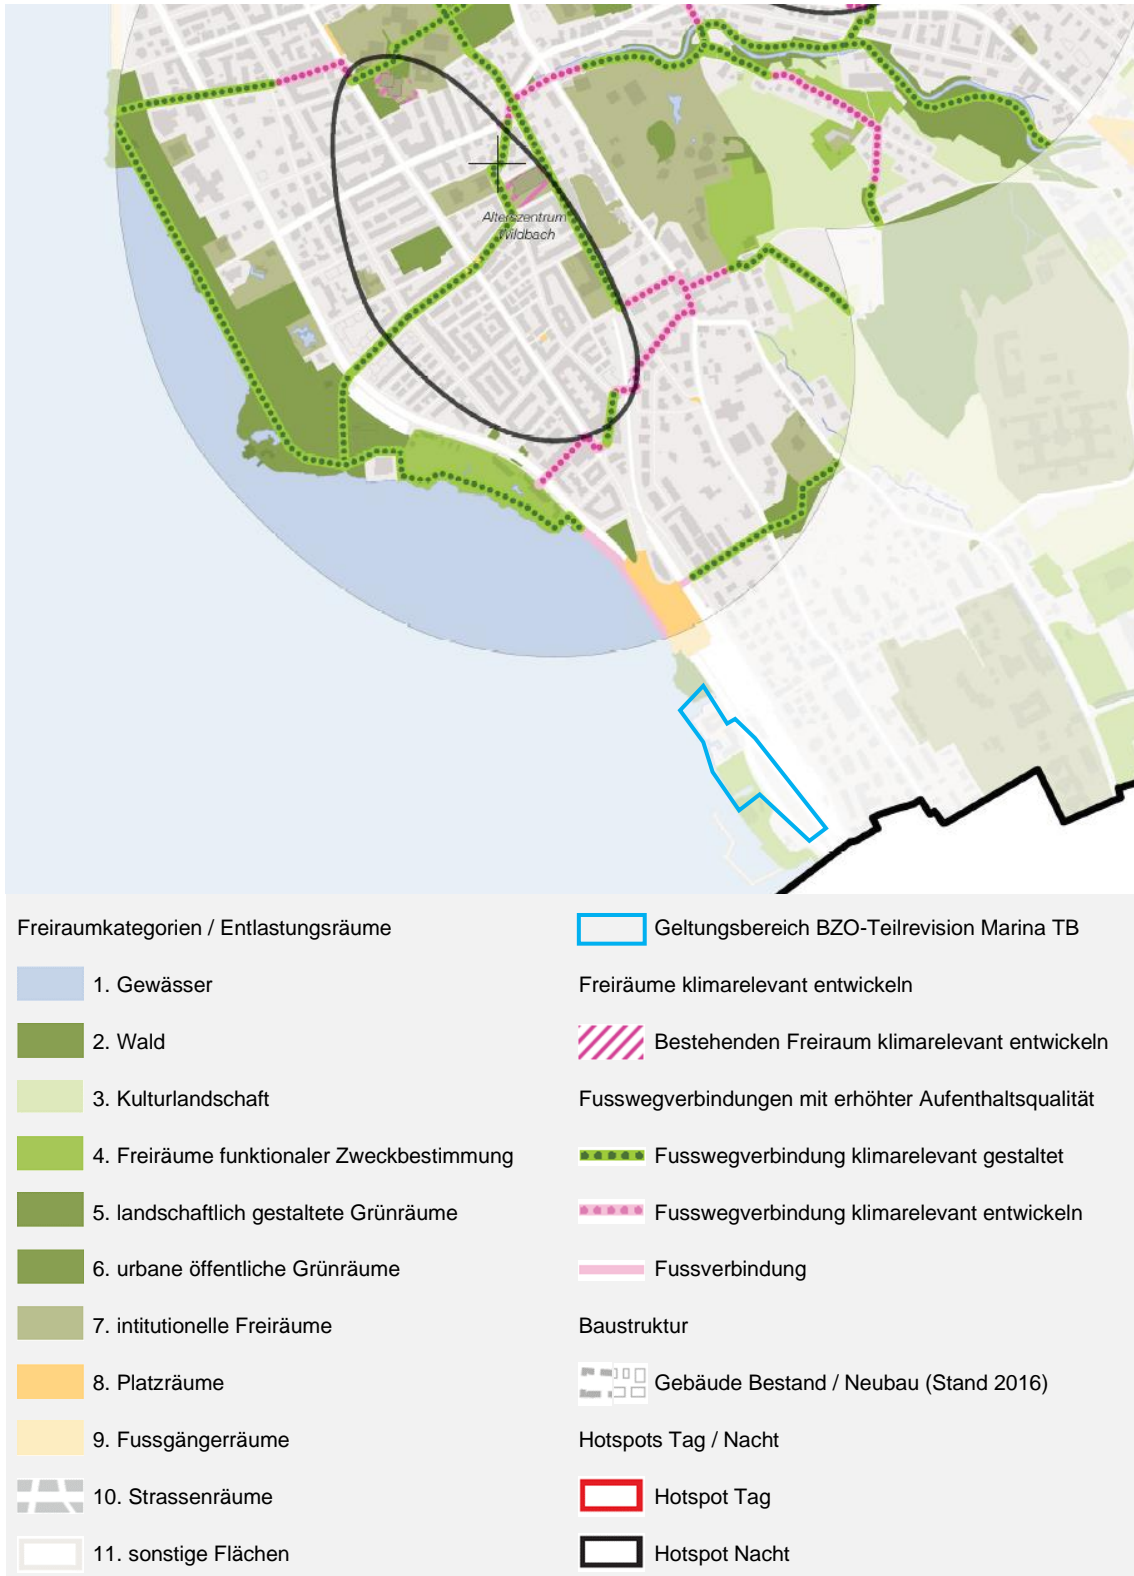 Alterszentrum
Wildbach
Freiraumkategorien / Entlastungsräume
1. Gewässer
2. Wald
3. Kulturlandschaft
4. Freiräume funktionaler Zweckbestimmung
5. landschaftlich gestaltete Grünräume
6. urbane öffentliche Grünräume
7. intitutionelle Freiräume
8. Platzräume
9. Fussgängerräume
10. Strassenräume
11. sonstige Flächen
Geltungsbereich BZO-Teilrevision Marina TB
Freiräume klimarelevant entwickeln
Bestehenden Freiraum klimarelevant entwickeln
Fusswegverbindungen mit erhöhter Aufenthaltsqualität
Fusswegverbindung klimarelevant gestaltet
Fusswegverbindung klimarelevant entwickeln
Fussverbindung
Baustruktur
Gebäude Bestand / Neubau (Stand 2016)
Hotspots Tag / Nacht
Hotspot Tag
Hotspot Nacht